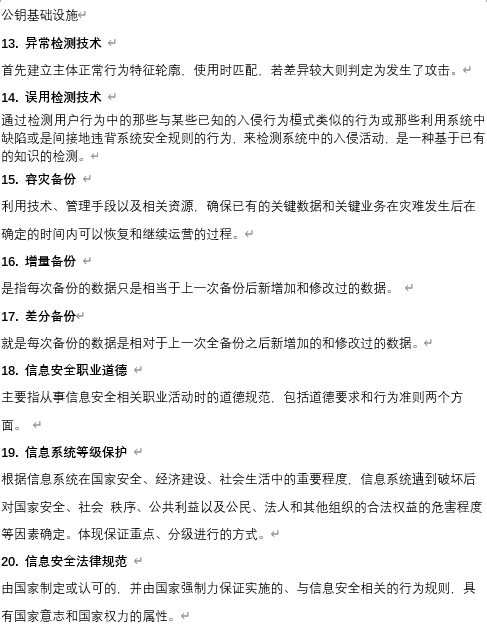 公钥基础设施↵
13. 异常检测技术 ↵
首先建立主体正常行为特征轮廓，使用时匹配，若差异较大则判定为发生了攻击。↵
14. 误用检测技术 ↵
通过检测用户行为中的那些与某些已知的入侵行为模式类似的行为或那些利用系统中
缺陷或是间接地违背系统安全规则的行为，来检测系统中的入侵活动，是一种基于已有
的知识的检测。↵
15. 容灾备份 ↵
利用技术、管理手段以及相关资源，确保已有的关键数据和关键业务在灾难发生后在
确定的时间内可以恢复和继续运营的过程。↵
16. 增量备份 ↵
是指每次备份的数据只是相当于上一次备份后新增加和修改过的数据。 ↵
17. 差分备份↵
就是每次备份的数据是相对于上一次全备份之后新增加的和修改过的数据。↵
18. 信息安全职业道德 ↵
主要指从事信息安全相关职业活动时的道德规范，包括道德要求和行为准则两个方
面。 ↵
19. 信息系统等级保护 ↵
根据信息系统在国家安全、经济建设、社会生活中的重要程度，信息系统遭到破坏后
对国家安全、社会 秩序、公共利益以及公民、法人和其他组织的合法权益的危害程度
等因素确定。体现保证重点、分级进行的方式。↵
20. 信息安全法律规范 ↵
由国家制定或认可的，并由国家强制力保证实施的、与信息安全相关的行为规则，具
有国家意志和国家权力的属性。↵